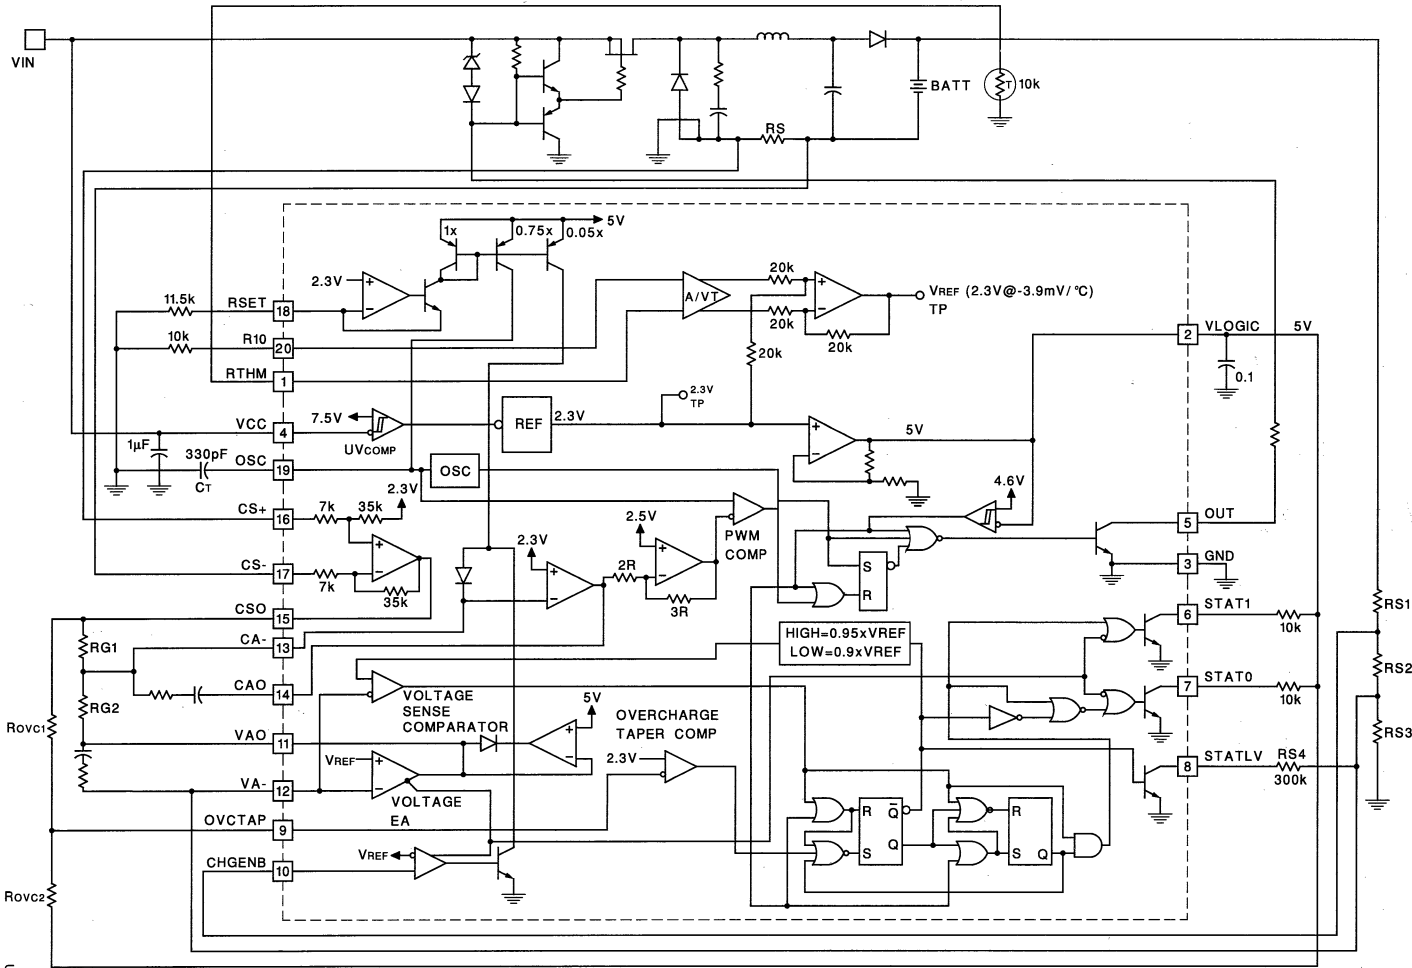 VIN
BATT
T 10k
RS
5V
1x
0.75x
0.05x
2.3V
20k
A/VT
20k
20k
20k
VREF (2.3V@-3.9mV/°C)
TP
11.5k
RSET
18
10k
R10
20
RTHM
1
2
VLOGIC
5V
0.1
VCC
4
7.5V
UVCOMP
REF
2.3V
2.3V
TP
5V
1µF
330pF
CT
OSC
19
OSC
CS+
16
7k
35k
2.3V
CS-
17
7k
35k
2.3V
2R
2.5V
3R
PWM
COMP
4.6V
S
R
OUT
5
GND
3
CSO
15
RG1
CA-
13
CAO
14
RG2
HIGH=0.95xVREF
LOW=0.9xVREF
STAT1
6
10k
STAT0
7
10k
STATLV
8
RS4
300k
RS1
RS2
RS3
VOLTAGE
SENSE
COMPARATOR
5V
OVERCHARGE
TAPER COMP
2.3V
ROVC1
VAO
11
VREF
VA-
12
VOLTAGE
EA
OVCTAP
9
VREF
CHGENB
10
ROVC2
R
Q
S
Q
R
S
Q